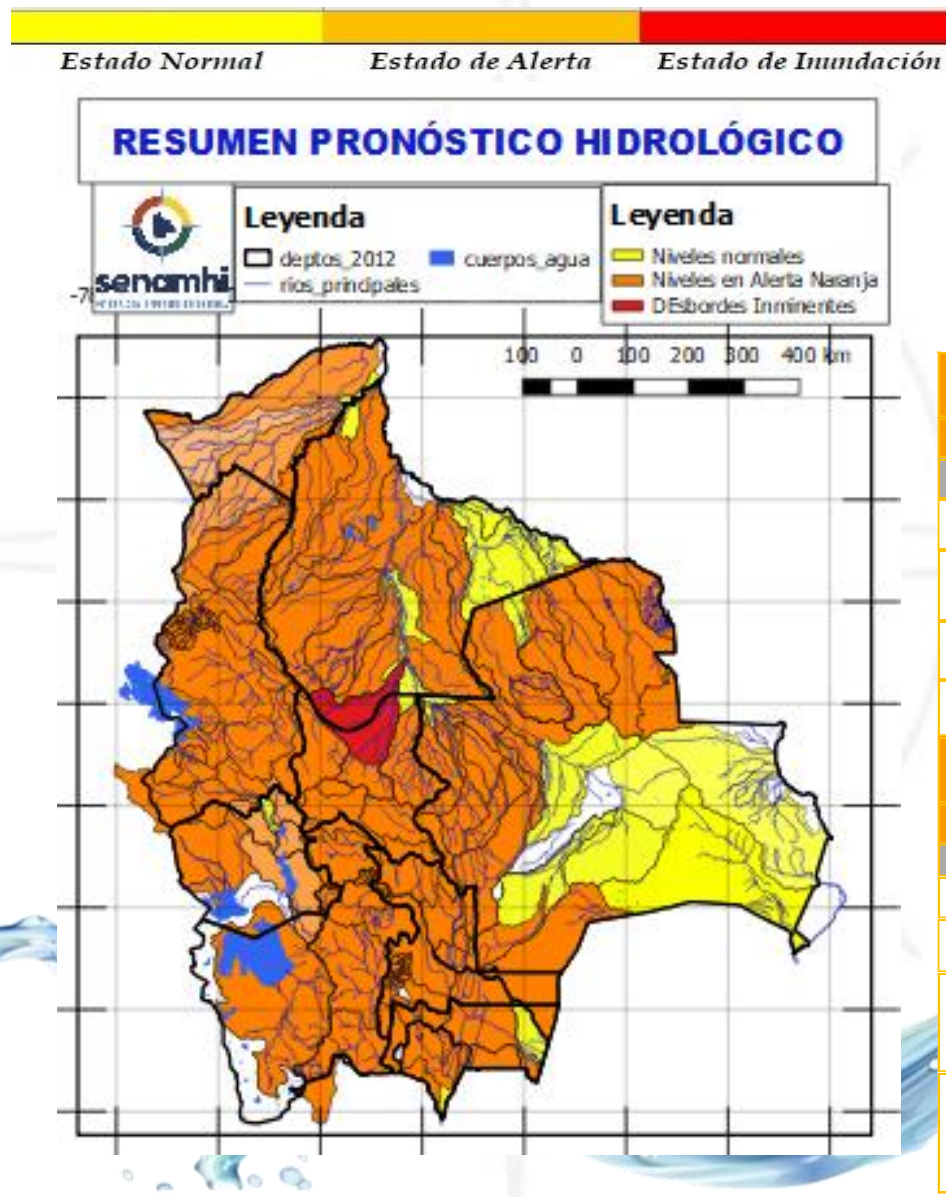 Estado Normal Estado de Alerta Estado de Inundación
RESUMEN PRONÓSTICO HIDROLÓGICO
senamhi
Leyenda
deptos_2012 cuerpos_agua
rios_principales
Leyenda
Niveles normales
Niveles en Alerta Naranja
DEsbordes Inminentes
100 0 100 200 300 400 km